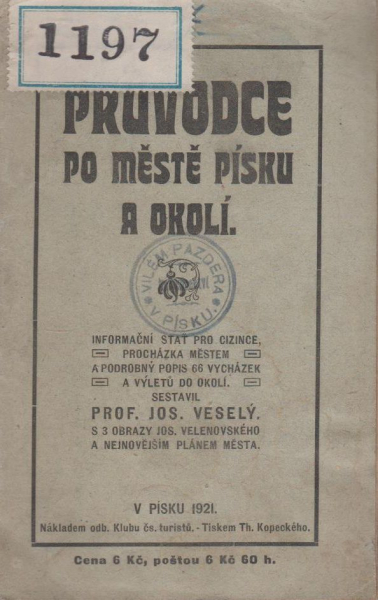 1197
PRŮVODCE
PO MĚSTĚ PÍSKU
A OKOLÍ.
VILÉM PAZDERA
V PÍSKU.
INFORMAČNÍ STAŤ PRO CIZINCE,
PROCHÁZKA MĚSTEM
A PODROBNÝ POPIS 66 VYCHÁZEK
A VÝLETŮ DO OKOLÍ.
SESTAVIL
PROF. JOS. VESELÝ.
S 3 OBRAZY JOS. VELENOVSKÉHO
A NEJNOVĚJŠÍM PLÁNEM MĚSTA.
V PÍSKU 1921.
Nákladem odb. Klubu čs. turistů. - Tiskem Th. Kopeckého.
Cena 6 Kč, poštou 6 Kč 60 h.